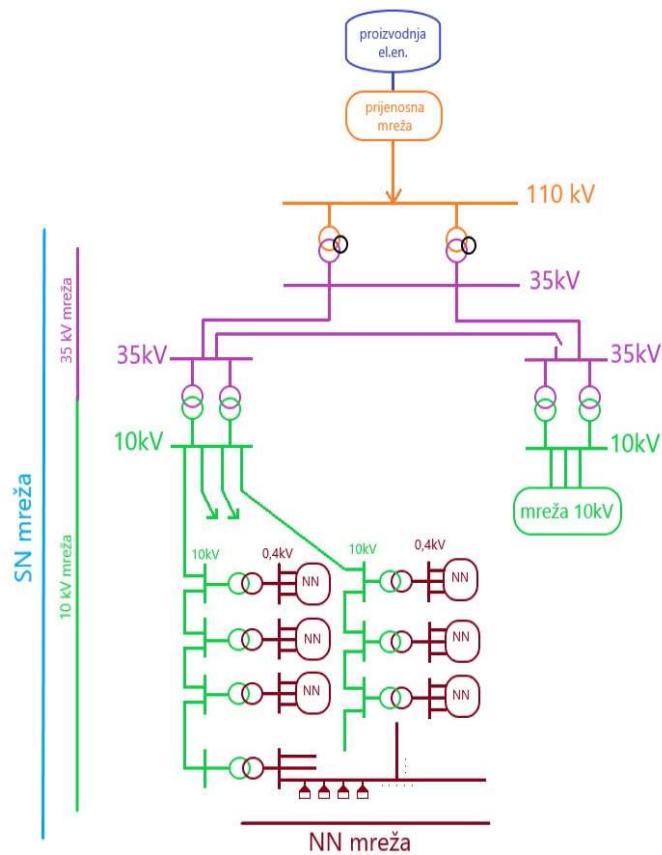 proizvodnja
el.en.
prijenosna
mreža
110 kV
35kV
35kV
35kV
10kV
10kV
mreža 10kV
SN mreža
35 kV mreža
10 kV mreža
10kV
0,4kV
10kV
0,4kV
NN
NN
NN
NN
NN
NN
NN mreža